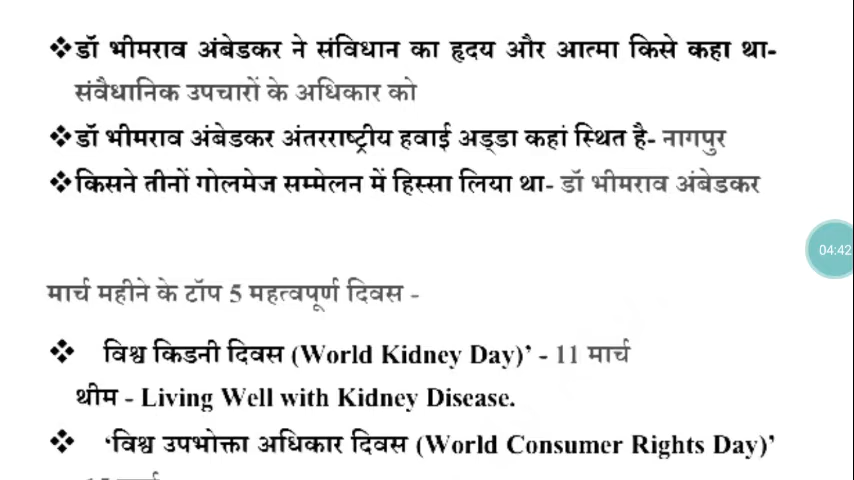 ❖डॉ भीमराव अंबेडकर ने संविधान का हृदय और आत्मा किसे कहा था-
संवैधानिक उपचारों के अधिकार को
❖डॉ भीमराव अंबेडकर अंतरराष्ट्रीय हवाई अड्डा कहां स्थित है- नागपुर
❖किसने तीनों गोलमेज सम्मेलन में हिस्सा लिया था- डॉ भीमराव अंबेडकर
04:42
मार्च महीने के टॉप 5 महत्वपूर्ण दिवस -
❖ विश्व किडनी दिवस (World Kidney Day)’ - 11 मार्च
थीम - Living Well with Kidney Disease.
❖ ‘विश्व उपभोक्ता अधिकार दिवस (World Consumer Rights Day)’